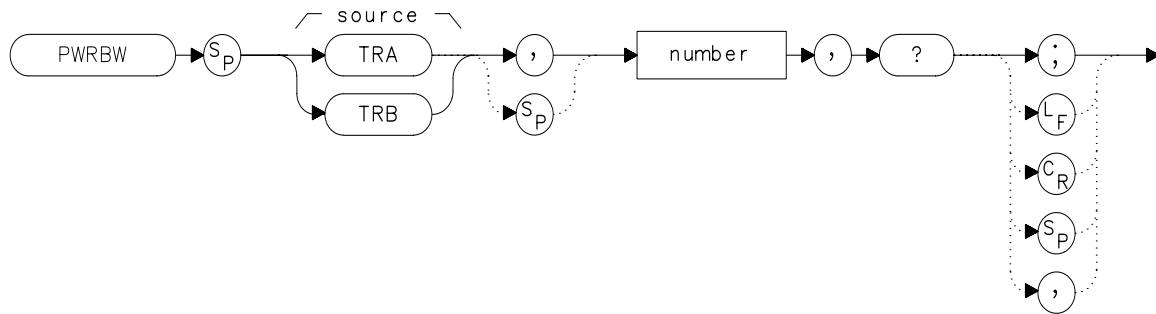 source
PWRBW SP TRA , number , ? ;
TRB SP LF
CR
SP
,